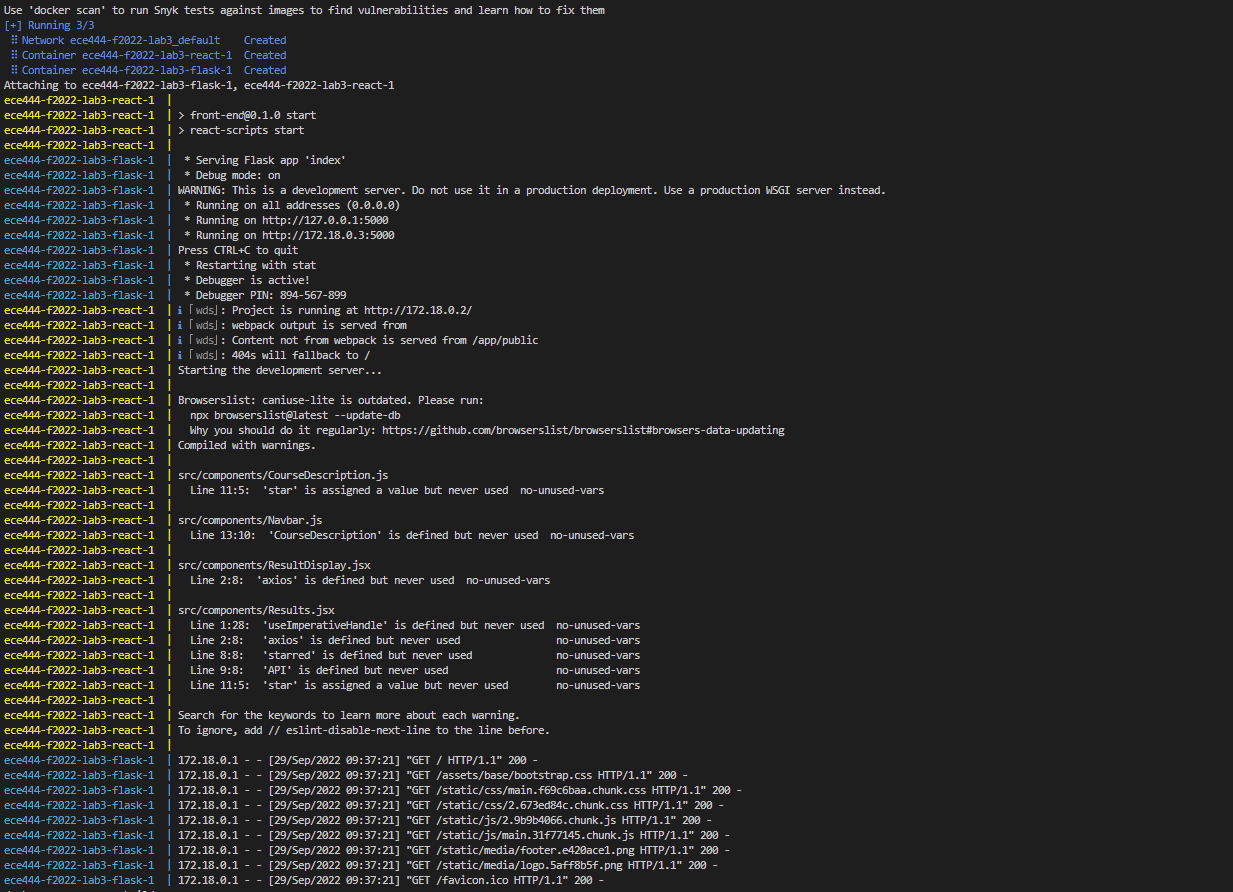 Use 'docker scan' to run Snyk tests against images to find vulnerabilities and learn how to fix them
[+] Running 3/3
⠿ Network ece444-f2022-lab3_default    Created
⠿ Container ece444-f2022-lab3-react-1  Created
⠿ Container ece444-f2022-lab3-flask-1  Created
Attaching to ece444-f2022-lab3-flask-1, ece444-f2022-lab3-react-1
ece444-f2022-lab3-react-1  |
ece444-f2022-lab3-react-1  | > front-end@0.1.0 start
ece444-f2022-lab3-react-1  | > react-scripts start
ece444-f2022-lab3-react-1  |
ece444-f2022-lab3-flask-1  |  * Serving Flask app 'index'
ece444-f2022-lab3-flask-1  |  * Debug mode: on
ece444-f2022-lab3-flask-1  | WARNING: This is a development server. Do not use it in a production deployment. Use a production WSGI server instead.
ece444-f2022-lab3-flask-1  |  * Running on all addresses (0.0.0.0)
ece444-f2022-lab3-flask-1  |  * Running on http://127.0.0.1:5000
ece444-f2022-lab3-flask-1  |  * Running on http://172.18.0.3:5000
ece444-f2022-lab3-flask-1  | Press CTRL+C to quit
ece444-f2022-lab3-flask-1  |  * Restarting with stat
ece444-f2022-lab3-flask-1  |  * Debugger is active!
ece444-f2022-lab3-flask-1  |  * Debugger PIN: 894-567-899
ece444-f2022-lab3-react-1  | ℹ ｢wds｣: Project is running at http://172.18.0.2/
ece444-f2022-lab3-react-1  | ℹ ｢wds｣: webpack output is served from
ece444-f2022-lab3-react-1  | ℹ ｢wds｣: Content not from webpack is served from /app/public
ece444-f2022-lab3-react-1  | ℹ ｢wds｣: 404s will fallback to /
ece444-f2022-lab3-react-1  | Starting the development server...
ece444-f2022-lab3-react-1  |
ece444-f2022-lab3-react-1  | Browserslist: caniuse-lite is outdated. Please run:
ece444-f2022-lab3-react-1  |   npx browserslist@latest --update-db
ece444-f2022-lab3-react-1  |   Why you should do it regularly: https://github.com/browserslist/browserslist#browsers-data-updating
ece444-f2022-lab3-react-1  | Compiled with warnings.
ece444-f2022-lab3-react-1  |
ece444-f2022-lab3-react-1  | src/components/CourseDescription.js
ece444-f2022-lab3-react-1  |   Line 11:5:  'star' is assigned a value but never used  no-unused-vars
ece444-f2022-lab3-react-1  |
ece444-f2022-lab3-react-1  | src/components/Navbar.js
ece444-f2022-lab3-react-1  |   Line 13:10:  'CourseDescription' is defined but never used  no-unused-vars
ece444-f2022-lab3-react-1  |
ece444-f2022-lab3-react-1  | src/components/ResultDisplay.jsx
ece444-f2022-lab3-react-1  |   Line 2:8:  'axios' is defined but never used  no-unused-vars
ece444-f2022-lab3-react-1  |
ece444-f2022-lab3-react-1  | src/components/Results.jsx
ece444-f2022-lab3-react-1  |   Line 1:28:  'useImperativeHandle' is defined but never used  no-unused-vars
ece444-f2022-lab3-react-1  |   Line 2:8:   'axios' is defined but never used                no-unused-vars
ece444-f2022-lab3-react-1  |   Line 8:8:   'starred' is defined but never used              no-unused-vars
ece444-f2022-lab3-react-1  |   Line 9:8:   'API' is defined but never used                  no-unused-vars
ece444-f2022-lab3-react-1  |   Line 11:5:  'star' is assigned a value but never used        no-unused-vars
ece444-f2022-lab3-react-1  |
ece444-f2022-lab3-react-1  | Search for the keywords to learn more about each warning.
ece444-f2022-lab3-react-1  | To ignore, add // eslint-disable-next-line to the line before.
ece444-f2022-lab3-react-1  |
ece444-f2022-lab3-flask-1  | 172.18.0.1 - - [29/Sep/2022 09:37:21] "GET / HTTP/1.1" 200 -
ece444-f2022-lab3-flask-1  | 172.18.0.1 - - [29/Sep/2022 09:37:21] "GET /assets/base/bootstrap.css HTTP/1.1" 200 -
ece444-f2022-lab3-flask-1  | 172.18.0.1 - - [29/Sep/2022 09:37:21] "GET /static/css/main.f69c6baa.chunk.css HTTP/1.1" 200 -
ece444-f2022-lab3-flask-1  | 172.18.0.1 - - [29/Sep/2022 09:37:21] "GET /static/css/2.673ed84c.chunk.css HTTP/1.1" 200 -
ece444-f2022-lab3-flask-1  | 172.18.0.1 - - [29/Sep/2022 09:37:21] "GET /static/js/2.9b9b4066.chunk.js HTTP/1.1" 200 -
ece444-f2022-lab3-flask-1  | 172.18.0.1 - - [29/Sep/2022 09:37:21] "GET /static/js/main.31f77145.chunk.js HTTP/1.1" 200 -
ece444-f2022-lab3-flask-1  | 172.18.0.1 - - [29/Sep/2022 09:37:21] "GET /static/media/footer.e420ace1.png HTTP/1.1" 200 -
ece444-f2022-lab3-flask-1  | 172.18.0.1 - - [29/Sep/2022 09:37:21] "GET /static/media/logo.5aff8b5f.png HTTP/1.1" 200 -
ece444-f2022-lab3-flask-1  | 172.18.0.1 - - [29/Sep/2022 09:37:21] "GET /favicon.ico HTTP/1.1" 200 -